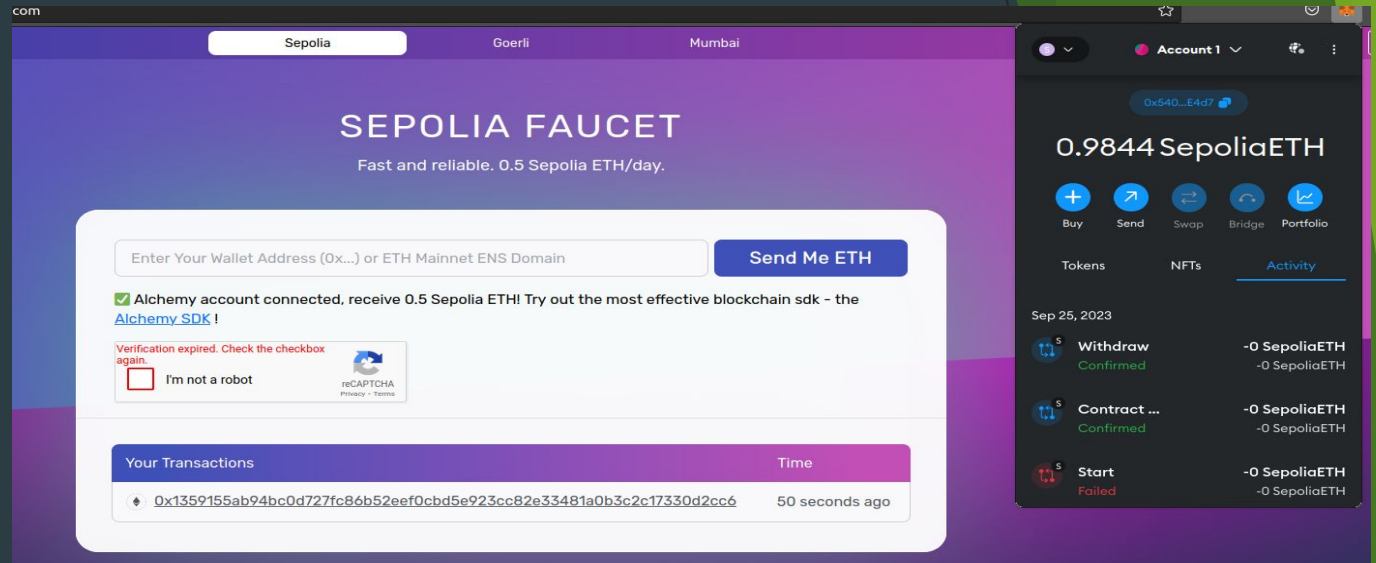 com
Sepolia
Goerli
Mumbai
SEPOLIA FAUCET
Fast and reliable. 0.5 Sepolia ETH/day.
Enter Your Wallet Address (0x...) or ETH Mainnet ENS Domain
Send Me ETH
✅ Alchemy account connected, receive 0.5 Sepolia ETH! Try out the most effective blockchain sdk - the
Alchemy SDK !
Verification expired. Check the checkbox
again.
I'm not a robot
reCAPTCHA
Privacy - Terms
Your Transactions
Time
0x1359155ab94bc0d727fc86b52eef0cbd5e923cc82e33481a0b3c2c17330d2cc6
50 seconds ago
S
Account 1
0x540...E4d7
0.9844 SepoliaETH
Buy
Send
Swap
Bridge
Portfolio
Tokens
NFTs
Activity
Sep 25, 2023
S
Withdraw
-0 SepoliaETH
Confirmed
-0 SepoliaETH
S
Contract ...
-0 SepoliaETH
Confirmed
-0 SepoliaETH
S
Start
-0 SepoliaETH
Failed
-0 SepoliaETH